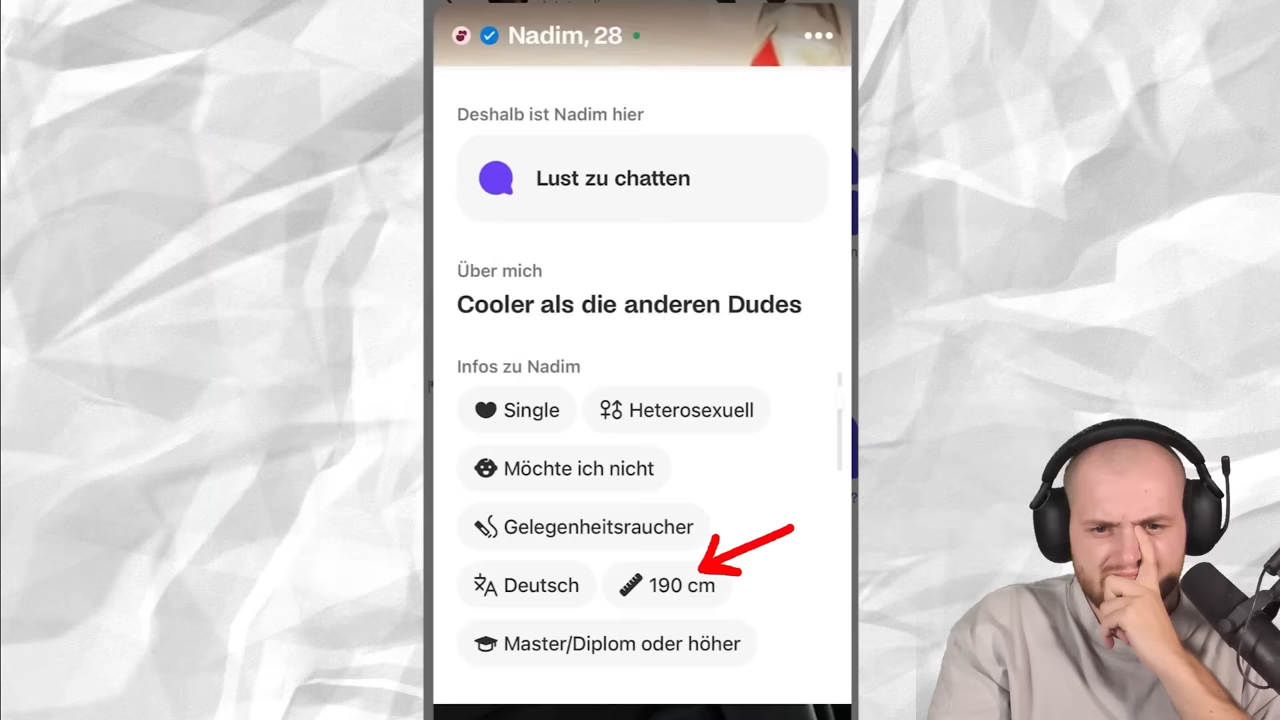 Nadim, 28
Deshalb ist Nadim hier
Lust zu chatten
Über mich
Cooler als die anderen Dudes
Infos zu Nadim
Single
Heterosexuell
Möchte ich nicht
Gelegenheitsraucher
Deutsch
190 cm
Master/Diplom oder höher